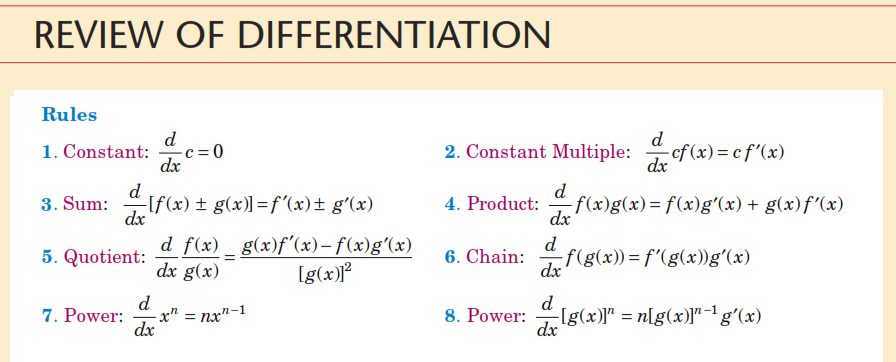 REVIEW OF DIFFERENTIATION
Rules
1. Constant: d/dx c = 0
2. Constant Multiple: d/dx cf(x) = c f′(x)
3. Sum: d/dx [f(x) ± g(x)] = f′(x) ± g′(x)
4. Product: d/dx f(x)g(x) = f(x)g′(x) + g(x)f′(x)
5. Quotient: d/dx f(x)/g(x) = (g(x)f′(x) − f(x)g′(x))/[g(x)]²
6. Chain: d/dx f(g(x)) = f′(g(x))g′(x)
7. Power: d/dx xⁿ = nxⁿ⁻¹
8. Power: d/dx [g(x)]ⁿ = n[g(x)]ⁿ⁻¹ g′(x)